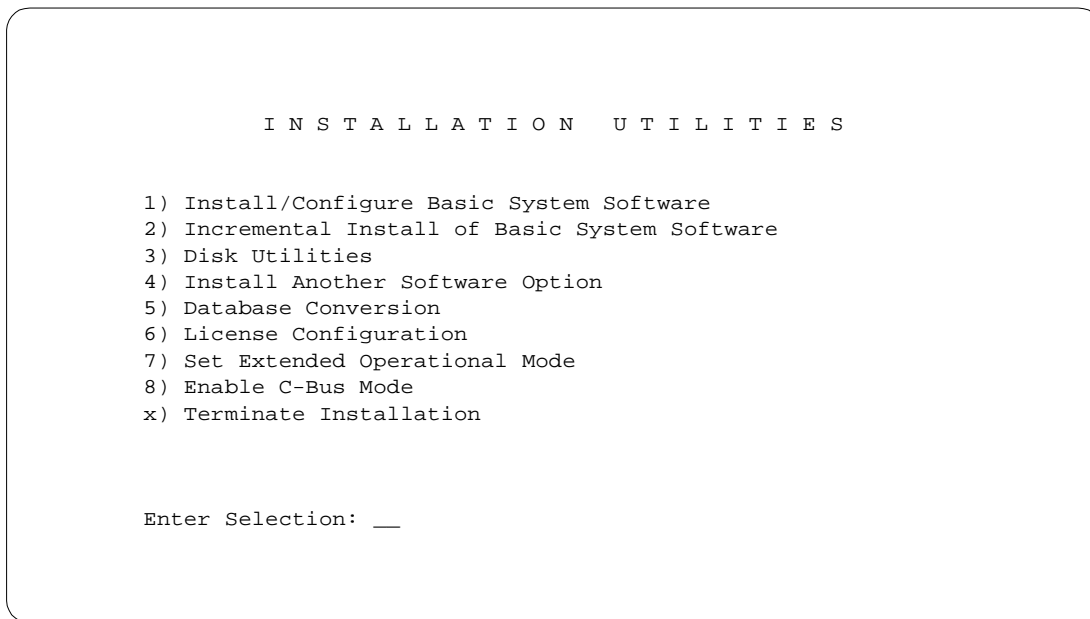 I N S T A L L A T I O N   U T I L I T I E S
1) Install/Configure Basic System Software
2) Incremental Install of Basic System Software
3) Disk Utilities
4) Install Another Software Option
5) Database Conversion
6) License Configuration
7) Set Extended Operational Mode
8) Enable C-Bus Mode
x) Terminate Installation
Enter Selection: __